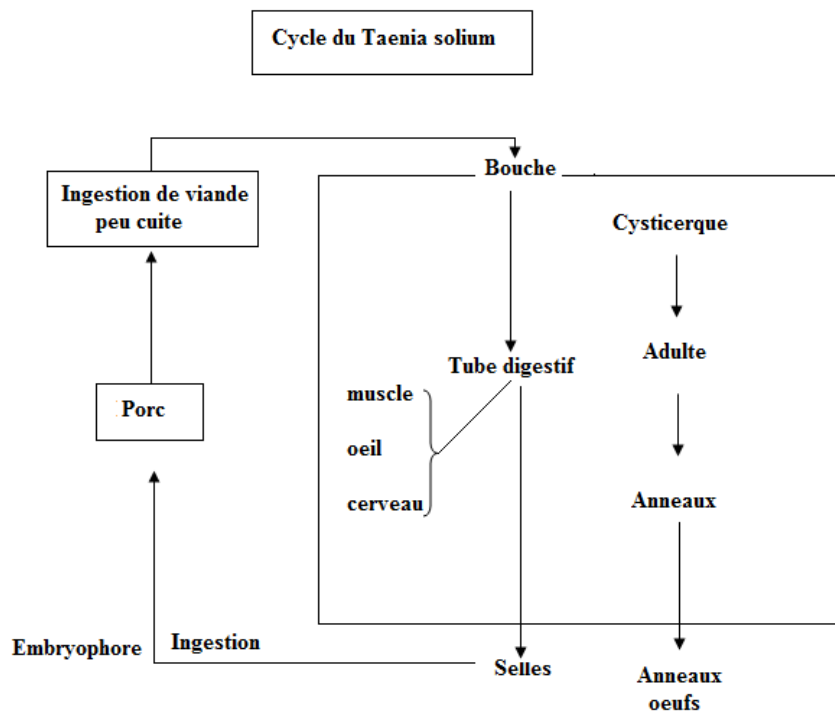 Cycle du Taenia solium
Bouche
Ingestion de viande
peu cuite
Cysticerque
Adulte
Tube digestif
muscle
Porc
oeil
cerveau
Anneaux
Embryophore
Ingestion
Selles
Anneaux
oeufs